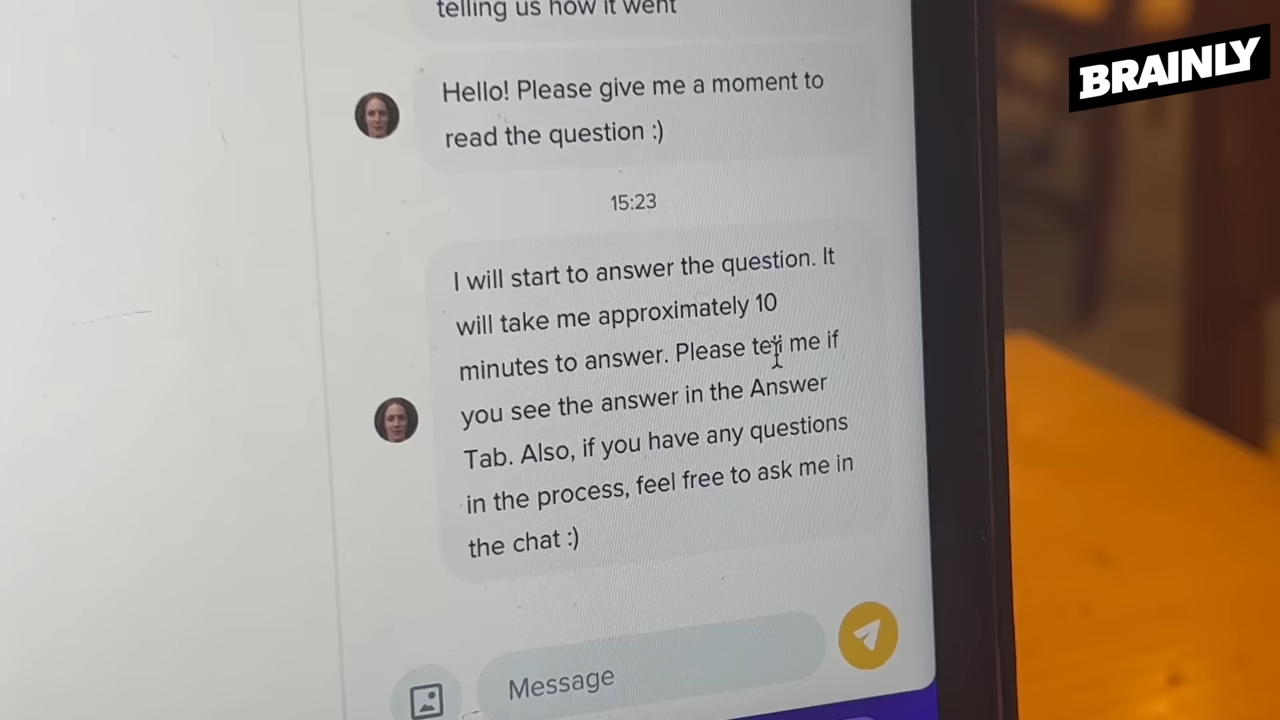 telling us how it went
BRAINLY
Hello! Please give me a moment to
read the question :)
15:23
I will start to answer the question. It
will take me approximately 10
minutes to answer. Please tell me if
you see the answer in the Answer
Tab. Also, if you have any questions
in the process, feel free to ask me in
the chat :)
Message